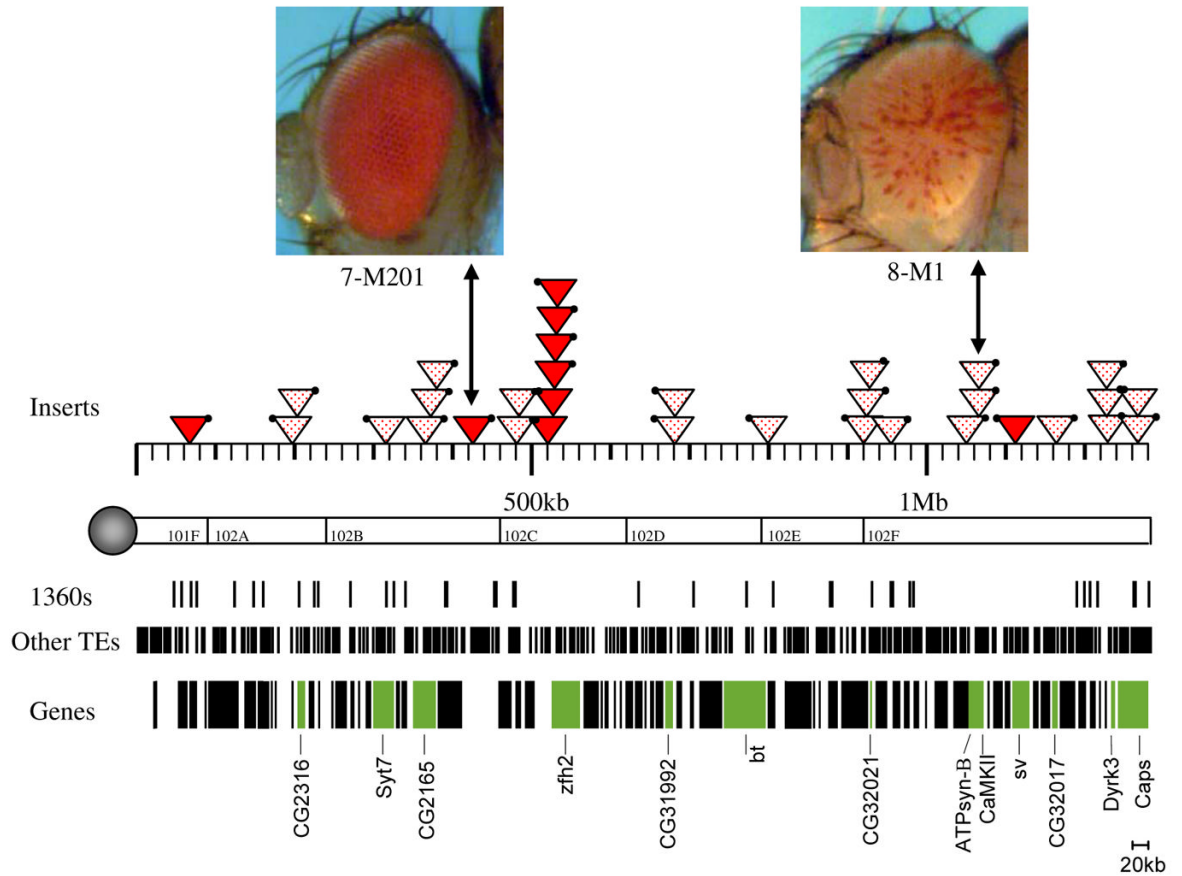 7-M201
8-M1
Inserts
500kb
1Mb
101F
102A
102B
102C
102D
102E
102F
1360s
Other TEs
Genes
CG2316
Syt7
CG2165
zfh2
CG31992
bt
CG32021
ATPsyn-B
CaMKII
sv
CG32017
Dyrk3
Caps
20kb